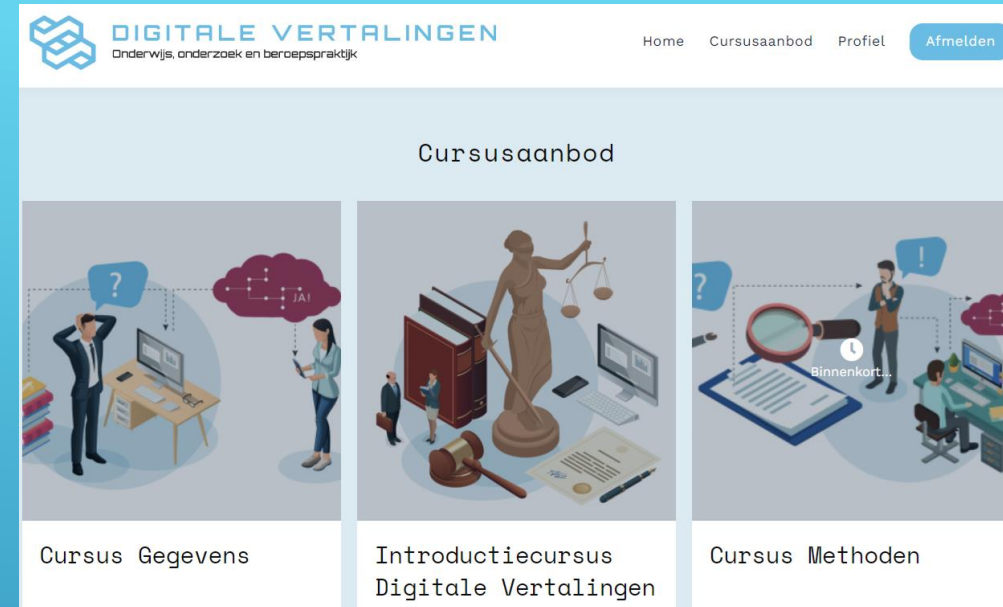 DIGITALE VERTALINGEN
Onderwijs, onderzoek en beroepspraktijk
Home Cursusaanbod Profiel Afmelden
Cursusaanbod
?
JA!
?
!
Binnenkort...
Cursus Gegevens
Introductiecursus
Digitale Vertalingen
Cursus Methoden